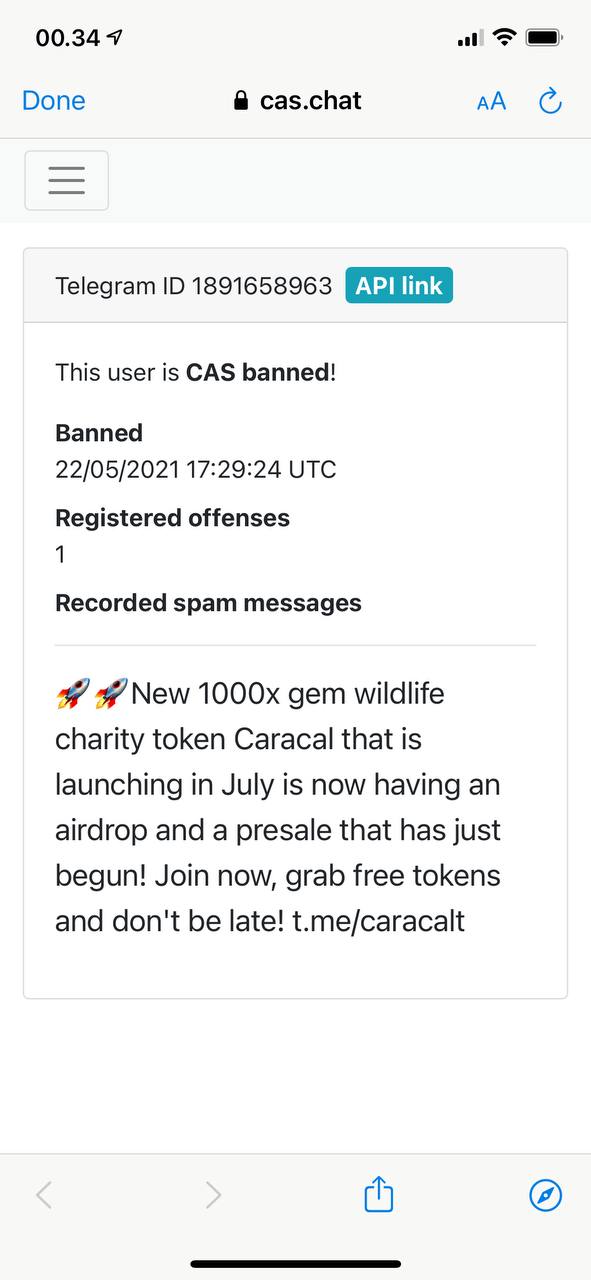 00.34
Done
cas.chat
AA
Telegram ID 1891658963 API link
This user is CAS banned!
Banned
22/05/2021 17:29:24 UTC
Registered offenses
1
Recorded spam messages
🚀🚀New 1000x gem wildlife
charity token Caracal that is
launching in July is now having an
airdrop and a presale that has just
begun! Join now, grab free tokens
and don't be late! t.me/caracalt